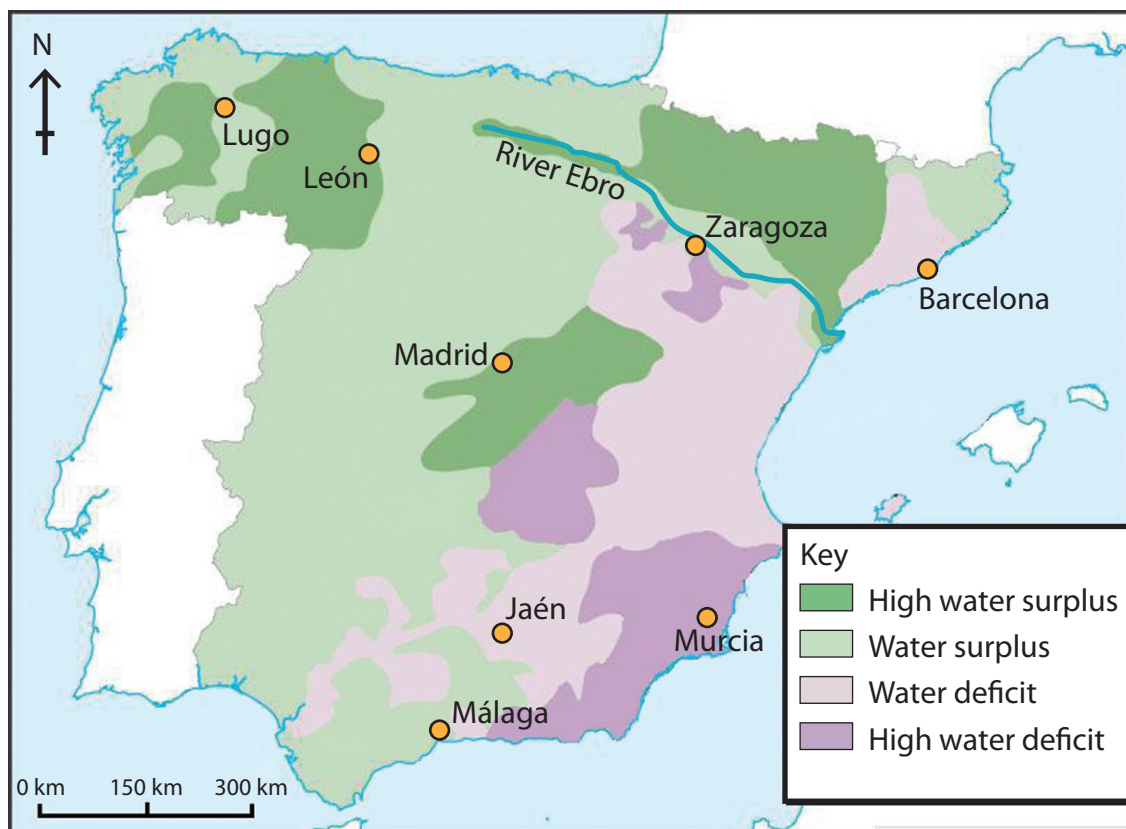 N
Lugo
León
River Ebro
Zaragoza
Barcelona
Madrid
Jaén
Murcia
Málaga
Key
High water surplus
Water surplus
Water deficit
High water deficit
0 km 150 km 300 km